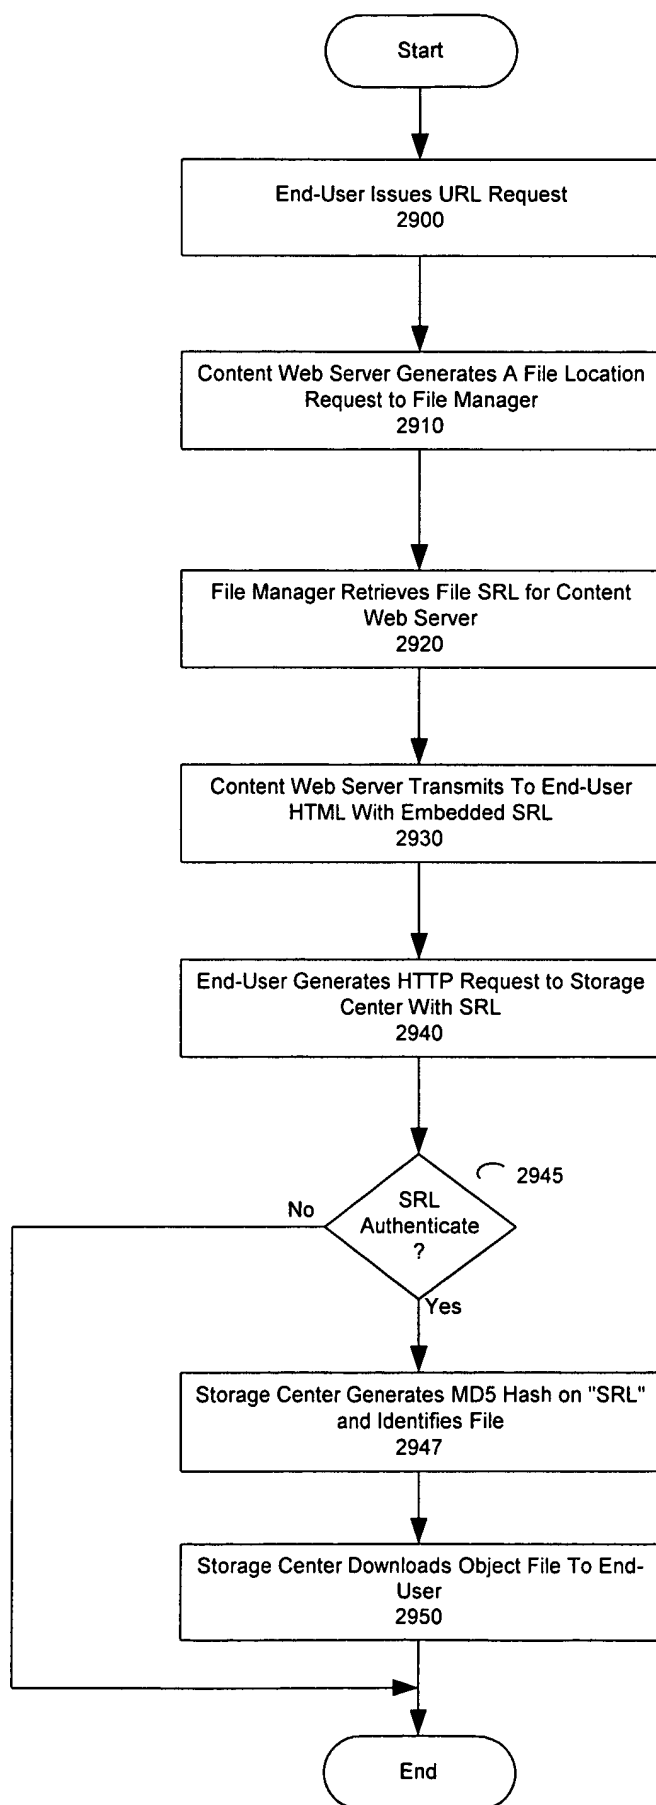 Start
End-User Issues URL Request
2900
Content Web Server Generates A File Location
Request to File Manager
2910
File Manager Retrieves File SRL for Content
Web Server
2920
Content Web Server Transmits To End-User
HTML With Embedded SRL
2930
End-User Generates HTTP Request to Storage
Center With SRL
2940
2945
SRL
Authenticate
?
No
Yes
Storage Center Generates MD5 Hash on "SRL"
and Identifies File
2947
Storage Center Downloads Object File To End-
User
2950
End